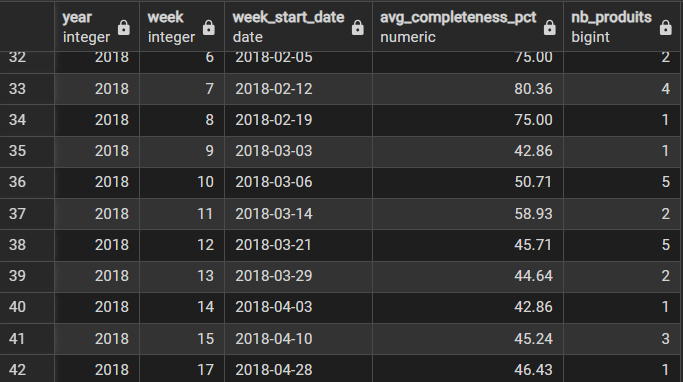 year week week_start_date avg_completeness_pct nb_produits
integer integer date numeric bigint
32 2018 6 2018-02-05 75.00 2
33 2018 7 2018-02-12 80.36 4
34 2018 8 2018-02-19 75.00 1
35 2018 9 2018-03-03 42.86 1
36 2018 10 2018-03-06 50.71 5
37 2018 11 2018-03-14 58.93 2
38 2018 12 2018-03-21 45.71 5
39 2018 13 2018-03-29 44.64 2
40 2018 14 2018-04-03 42.86 1
41 2018 15 2018-04-10 45.24 3
42 2018 17 2018-04-28 46.43 1